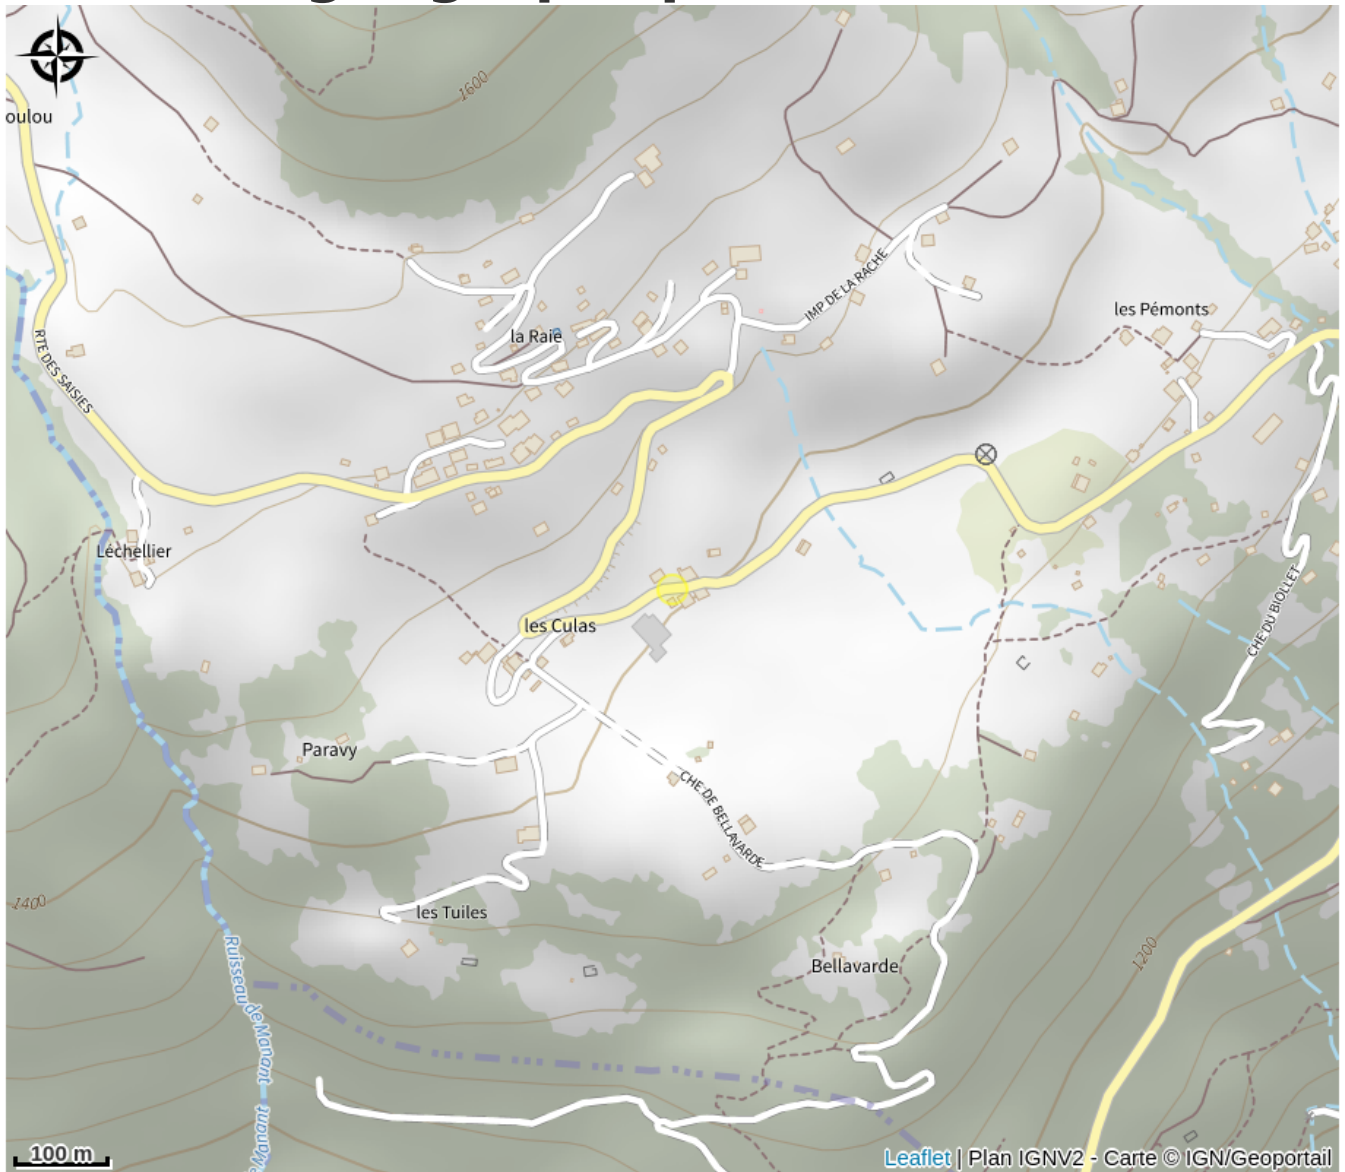 1600
oulou
IMP DE LA RACHE
les Pémonts
la Raie
RTE DES SAISIES
Léchellier
les Culas
CHE DU BIOLLET
Paravy
CHE DE BELLAVARDE
1400
les Tuiles
Ruisseau de Manant
Bellavarde
1200
Manant
100 m
Leaflet | Plan IGNV2 - Carte © IGN/Geoportail